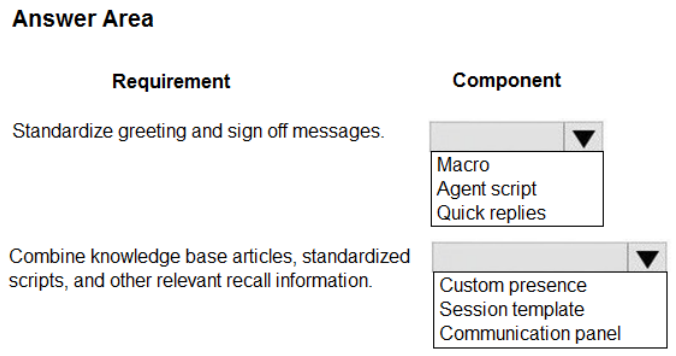 Answer Area
Requirement Component
Standardize greeting and sign off messages.
Macro
Agent script
Quick replies
Combine knowledge base articles, standardized
scripts, and other relevant recall information.
Custom presence
Session template
Communication panel